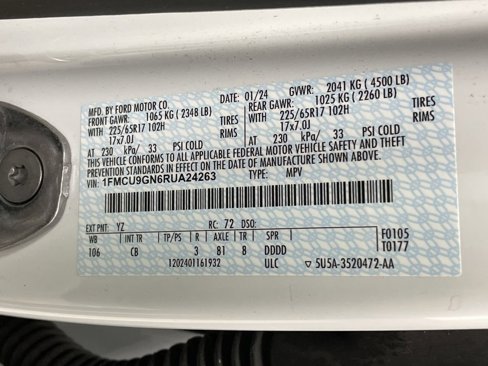 MFD. BY FORD MOTOR CO. DATE: 01/24 GVWR: 2041 KG ( 4500 LB)
FRONT GAWR: 1065 KG ( 2348 LB) REAR GAWR: 1025 KG ( 2260 LB)
WITH 225/65R17 102H TIRES WITH 225/65R17 102H TIRES
17x7.0J RIMS 17x7.0J RIMS
AT 230 kPa/ 33 PSI COLD AT 230 kPa/ 33 PSI COLD
THIS VEHICLE CONFORMS TO ALL APPLICABLE FEDERAL MOTOR VEHICLE SAFETY AND THEFT
PREVENTION STANDARDS IN EFFECT ON THE DATE OF MANUFACTURE SHOWN ABOVE.
VIN: 1FMCU9GN6RUA24263 TYPE: MPV
EXT PNT: YZ RC: 72 DSO: F0105
WB INT TR TP/PS R AXLE TR SPR T0177
106 CB 3 81 8 DDDD
1202401161932 ULC ▽ 5U5A-3520472-AA